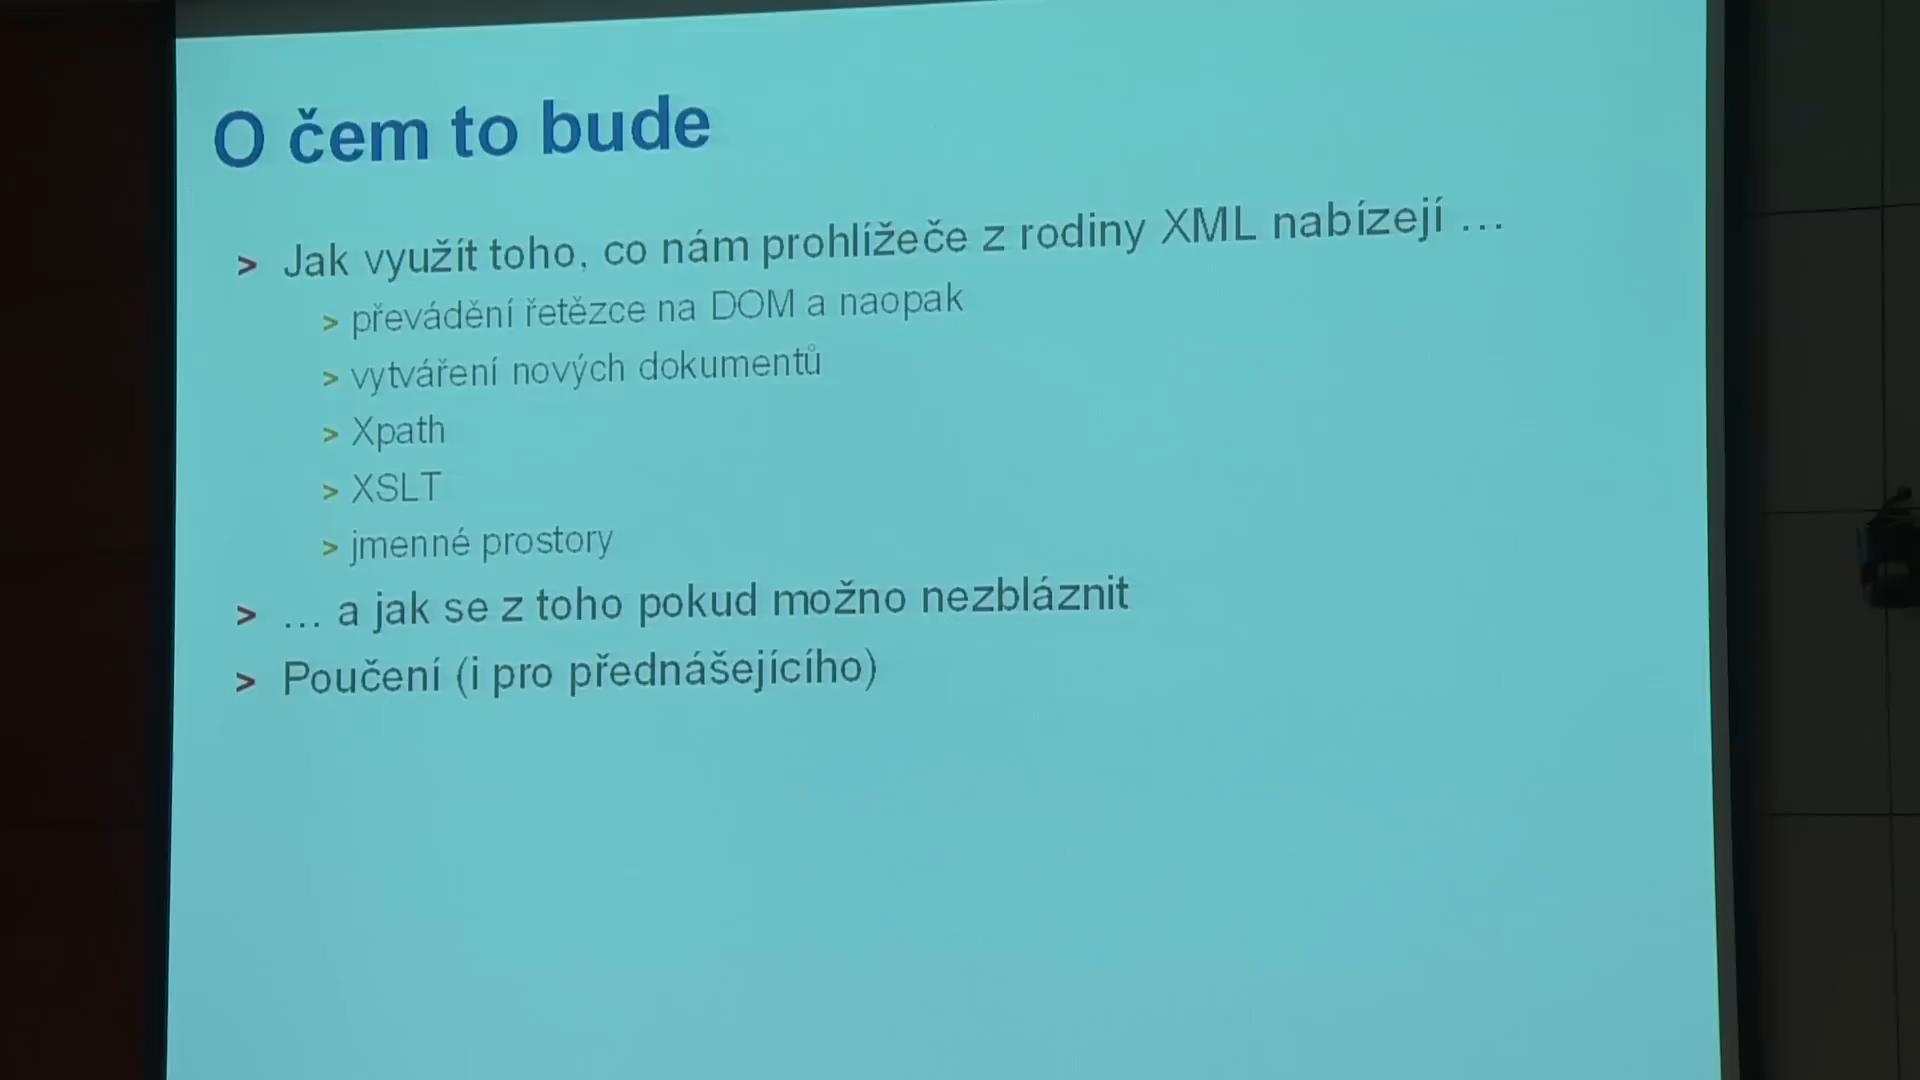 O čem to bude
> Jak využít toho, co nám prohlížeče z rodiny XML nabízejí ...
> převádění řetězce na DOM a naopak
> vytváření nových dokumentů
> Xpath
> XSLT
> jmenné prostory
> ... a jak se z toho pokud možno nezbláznit
> Poučení (i pro přednášejícího)